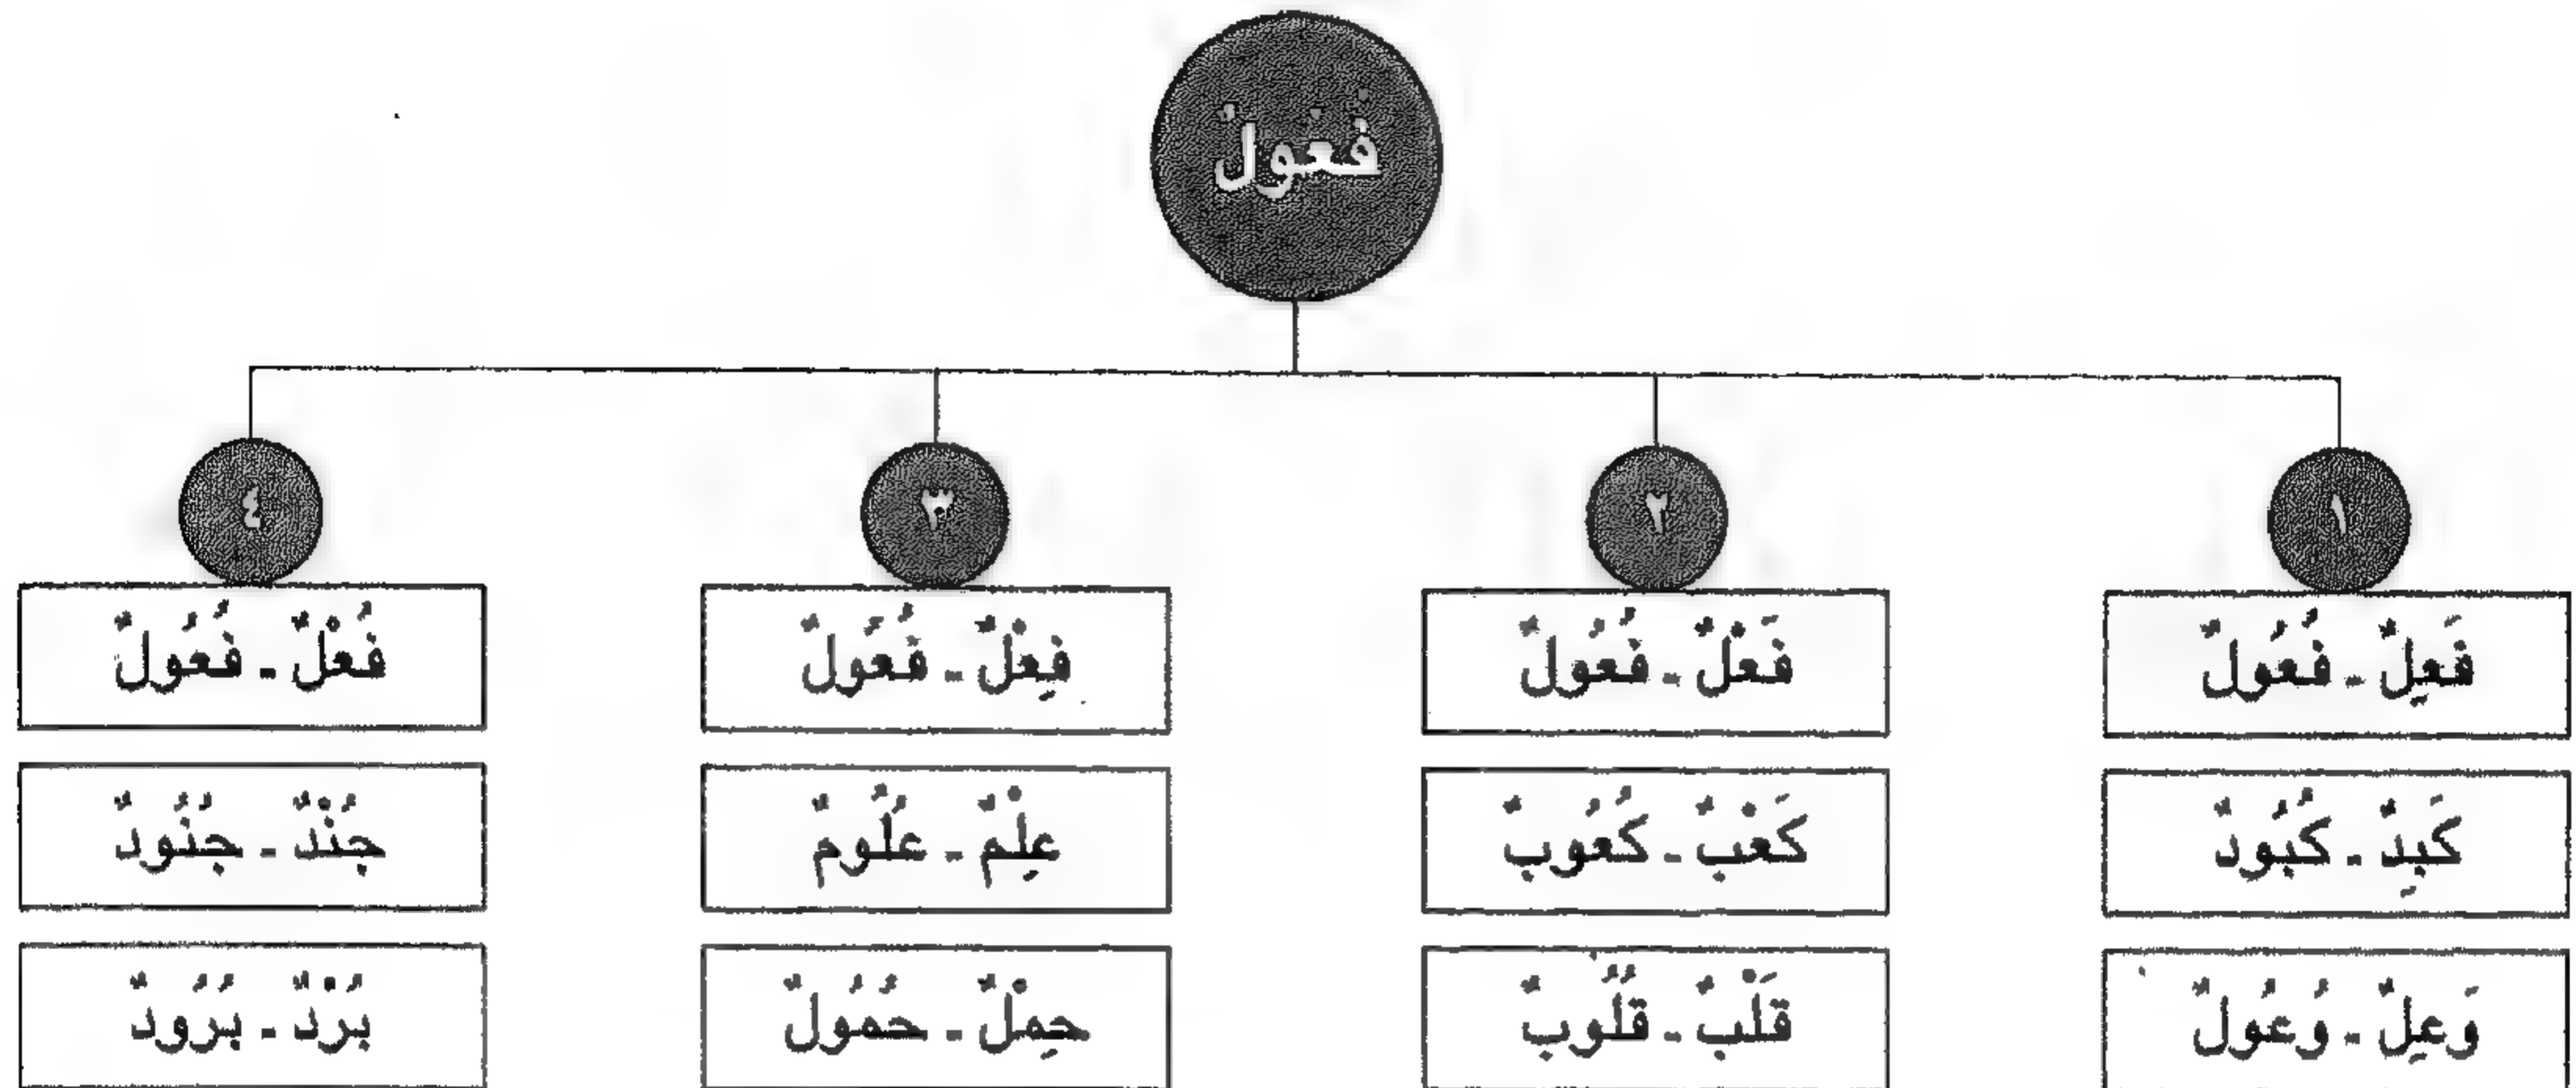 فُعُولٌ
١ ٢ ٣ ٤
فَعِلٌ - فُعُولٌ فَعْلٌ - فُعُولٌ فِعْلٌ - فُعُولٌ فُعْلٌ - فُعُولٌ
كَبِدٌ - كُبُودٌ كَعْبٌ - كُعُوبٌ عِلْمٌ - عُلُومٌ جُنْدٌ - جُنُودٌ
وَعِلٌ - وُعُولٌ قَلْبٌ - قُلُوبٌ حِمْلٌ - حُمُولٌ بُرْدٌ - بُرُودٌ